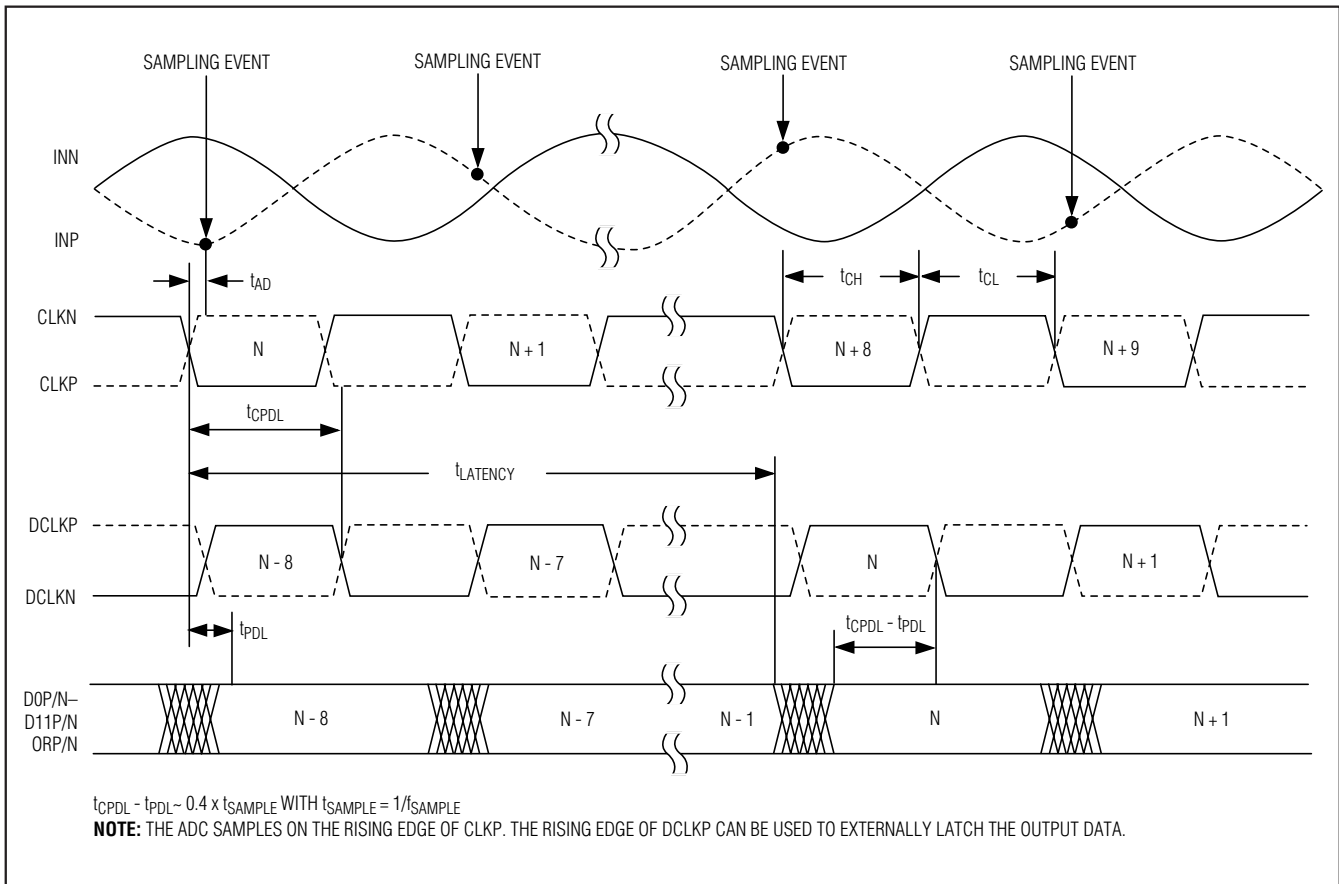 SAMPLING EVENT
SAMPLING EVENT
SAMPLING EVENT
SAMPLING EVENT
INN
INP
tAD
tCH
tCL
CLKN
CLKP
N
N + 1
N + 8
N + 9
tCPDL
tLATENCY
DCLKP
DCLKN
N - 8
N - 7
N
N + 1
tPDL
tCPDL - tPDL
D0P/N–
D11P/N
ORP/N
N - 8
N - 7
N - 1
N
N + 1
tCPDL - tPDL ~ 0.4 x tSAMPLE WITH tSAMPLE = 1/fSAMPLE
NOTE: THE ADC SAMPLES ON THE RISING EDGE OF CLKP. THE RISING EDGE OF DCLKP CAN BE USED TO EXTERNALLY LATCH THE OUTPUT DATA.